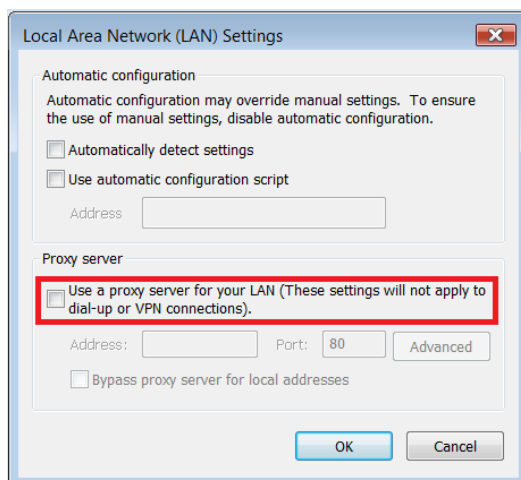 Local Area Network (LAN) Settings
Automatic configuration
Automatic configuration may override manual settings. To ensure
the use of manual settings, disable automatic configuration.
Automatically detect settings
Use automatic configuration script
Address
Proxy server
Use a proxy server for your LAN (These settings will not apply to
dial-up or VPN connections).
Address: Port: 80 Advanced
Bypass proxy server for local addresses
OK Cancel